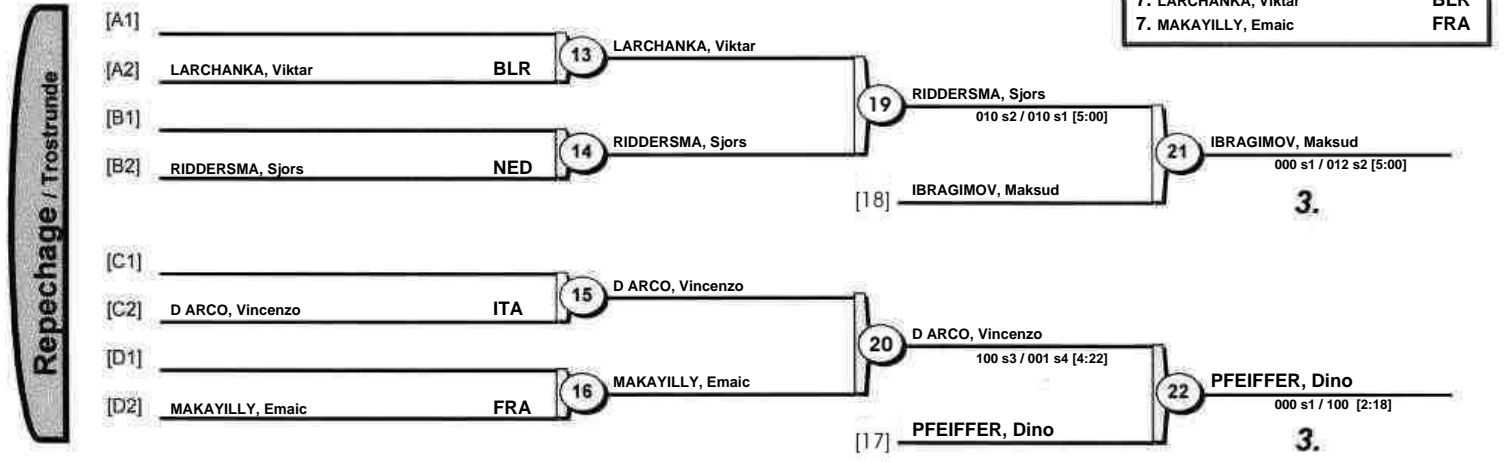 7. LARCHANKA, Viktar BLR
7. MAKAYILLY, Emaic FRA
Repechage / Trostrunde
[A1]
[A2] LARCHANKA, Viktar BLR
13 LARCHANKA, Viktar
[B1]
[B2] RIDDERSMA, Sjors NED
14 RIDDERSMA, Sjors
19 RIDDERSMA, Sjors
010 s2 / 010 s1 [5:00]
[18] IBRAGIMOV, Maksud
21 IBRAGIMOV, Maksud
000 s1 / 012 s2 [5:00]
3.
[C1]
[C2] D ARCO, Vincenzo ITA
15 D ARCO, Vincenzo
[D1]
[D2] MAKAYILLY, Emaic FRA
16 MAKAYILLY, Emaic
20 D ARCO, Vincenzo
100 s3 / 001 s4 [4:22]
[17] PFEIFFER, Dino
22 PFEIFFER, Dino
000 s1 / 100 [2:18]
3.